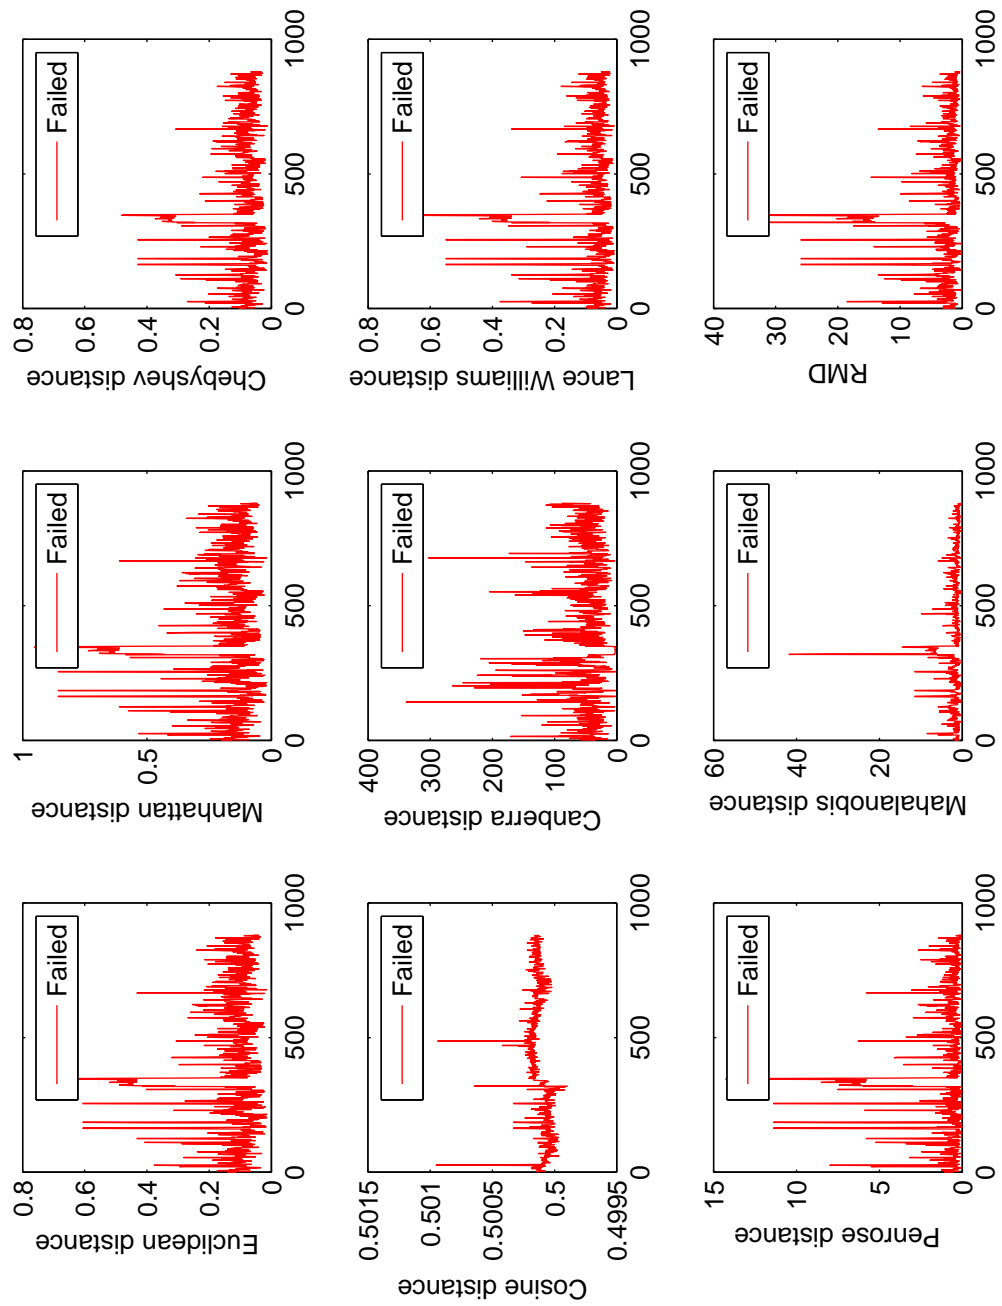 Euclidean distance
0.8
0.6
0.4
0.2
0
0 500 1000
Failed
Manhattan distance
1
0.5
0
0 500 1000
Failed
Chebyshev distance
0.8
0.6
0.4
0.2
0
0 500 1000
Failed
Cosine distance
0.5015
0.501
0.5005
0.5
0.4995
0 500 1000
Failed
Canberra distance
400
300
200
100
0
0 500 1000
Failed
Lance Williams distance
0.8
0.6
0.4
0.2
0
0 500 1000
Failed
Penrose distance
15
10
5
0
0 500 1000
Failed
Mahalanobis distance
60
40
20
0
0 500 1000
Failed
RMD
40
30
20
10
0
0 500 1000
Failed